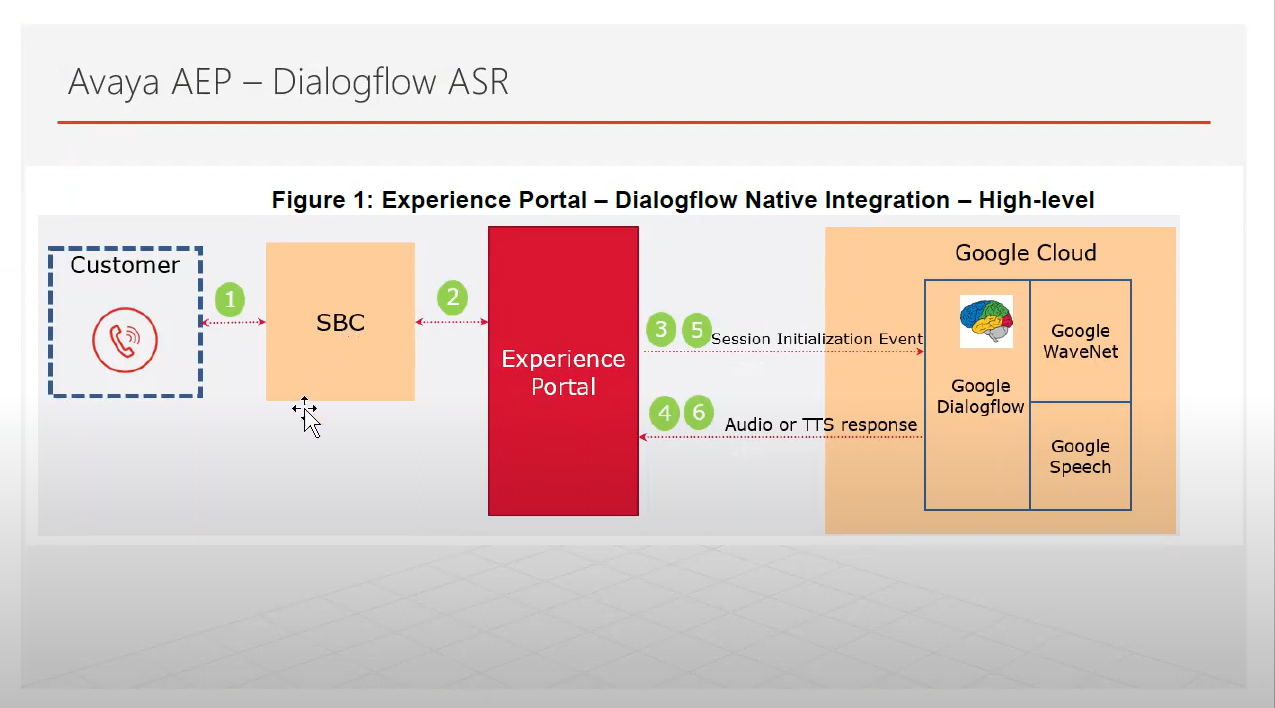 Avaya AEP – Dialogflow ASR
Figure 1: Experience Portal – Dialogflow Native Integration – High-level
Customer
1
SBC
2
Experience
Portal
3 5
Session Initialization Event
4 6
Audio or TTS response
Google Cloud
Google
Dialogflow
Google
WaveNet
Google
Speech